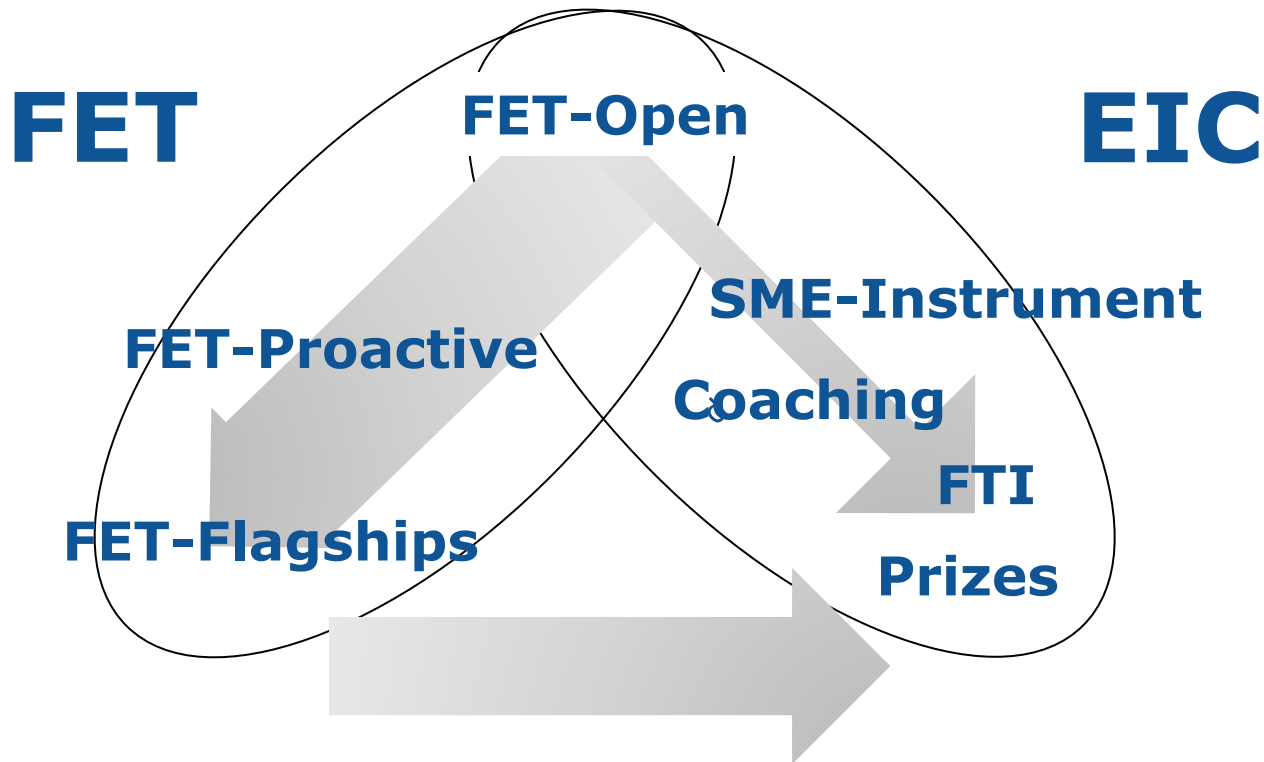 FET
EIC
FET-Open
SME-Instrument
FET-Proactive
&
Coaching
FTI
FET-Flagships
Prizes